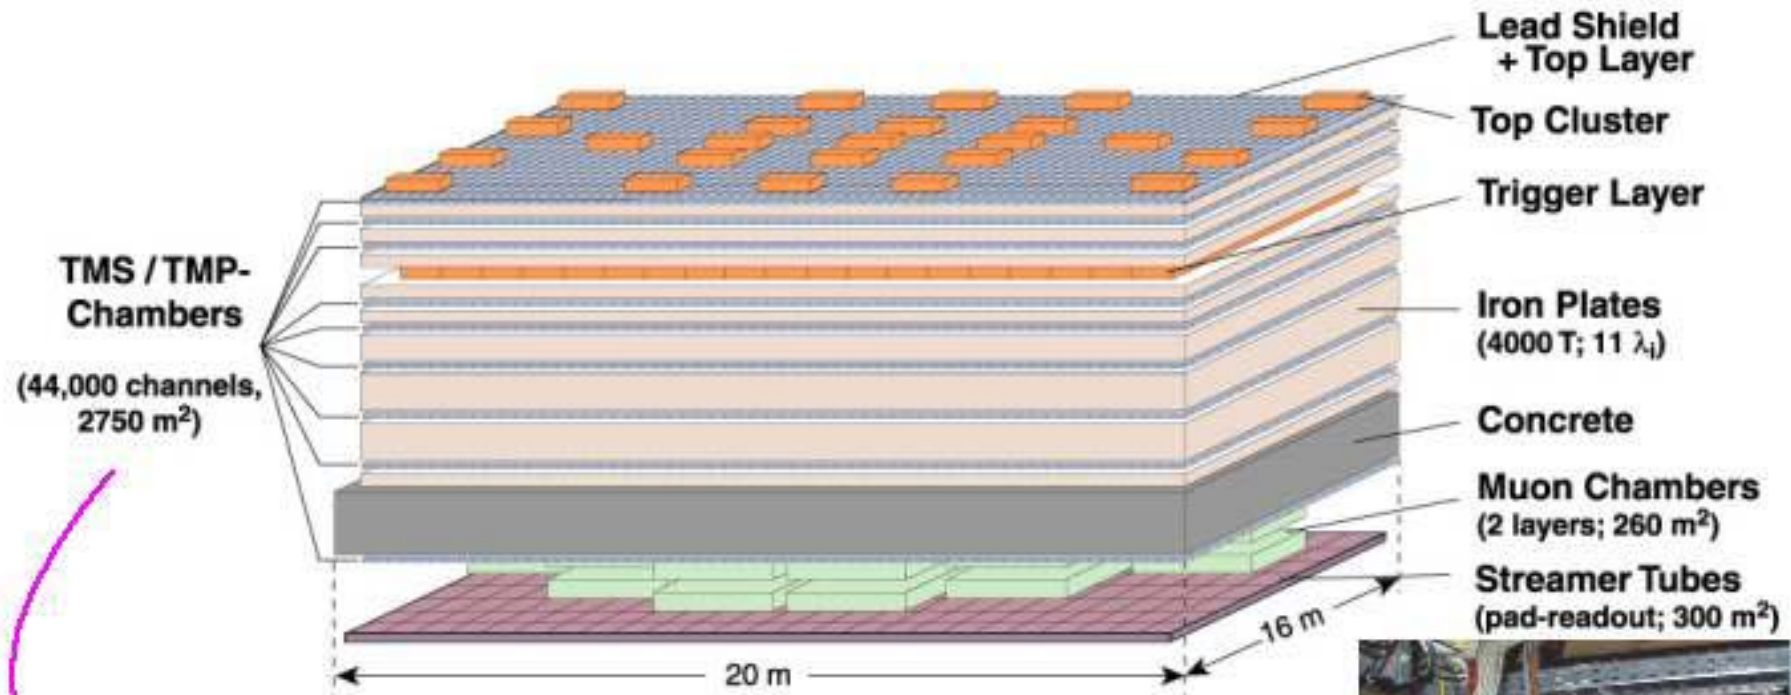 Lead Shield
+ Top Layer
Top Cluster
Trigger Layer
TMS / TMP-
Chambers
(44,000 channels,
2750 m²)
Iron Plates
(4000 T; 11 λi)
Concrete
Muon Chambers
(2 layers; 260 m²)
Streamer Tubes
(pad-readout; 300 m²)
16 m
20 m